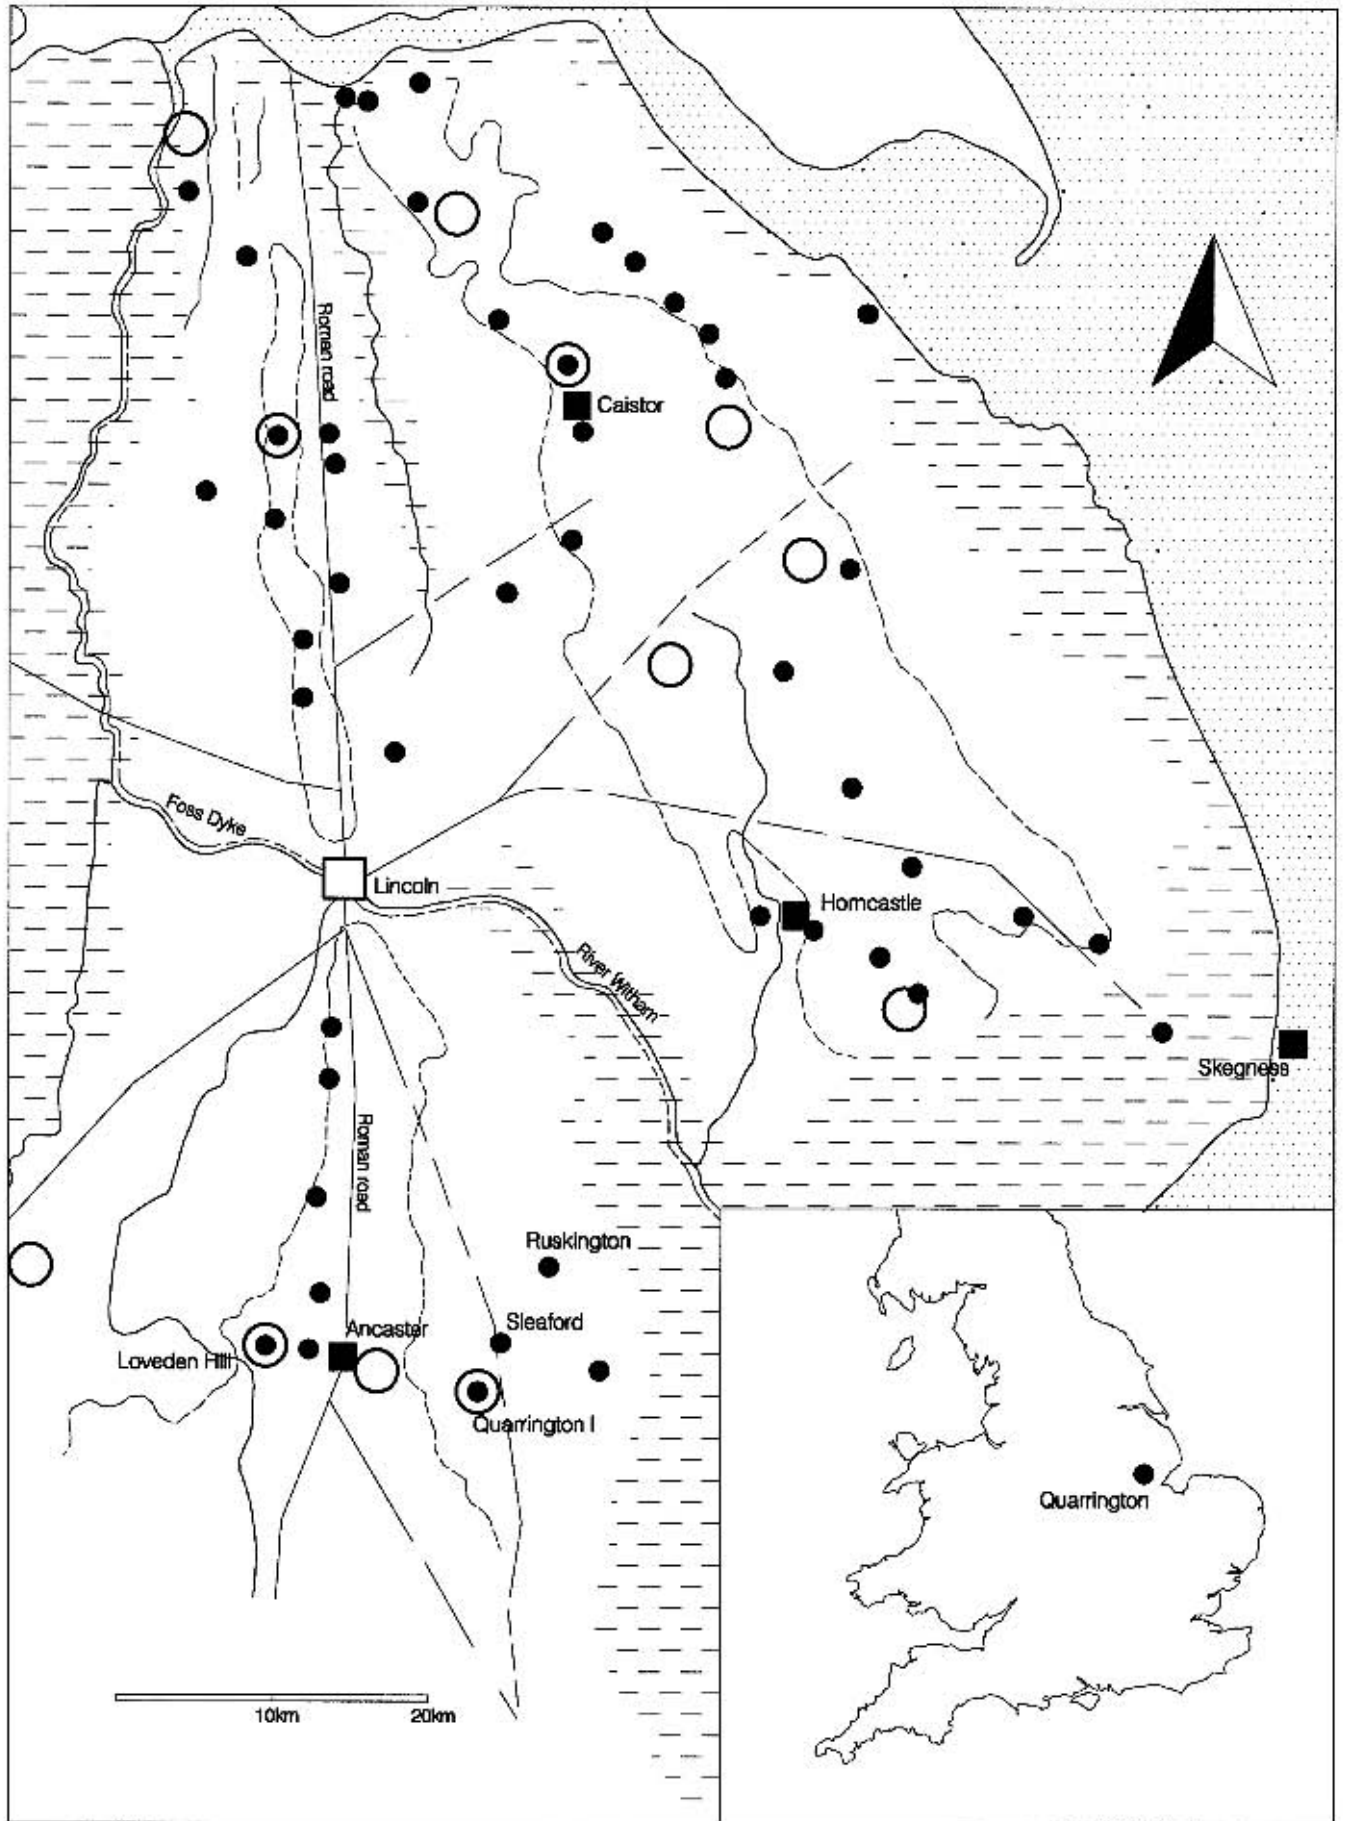 Roman road
Caistor
Foss Dyke
Lincoln
Horncastle
River Witham
Skegness
Roman road
Ruskington
Sleaford
Ancaster
Loveden Hill
Quarrington I
Quarrington
10km
20km